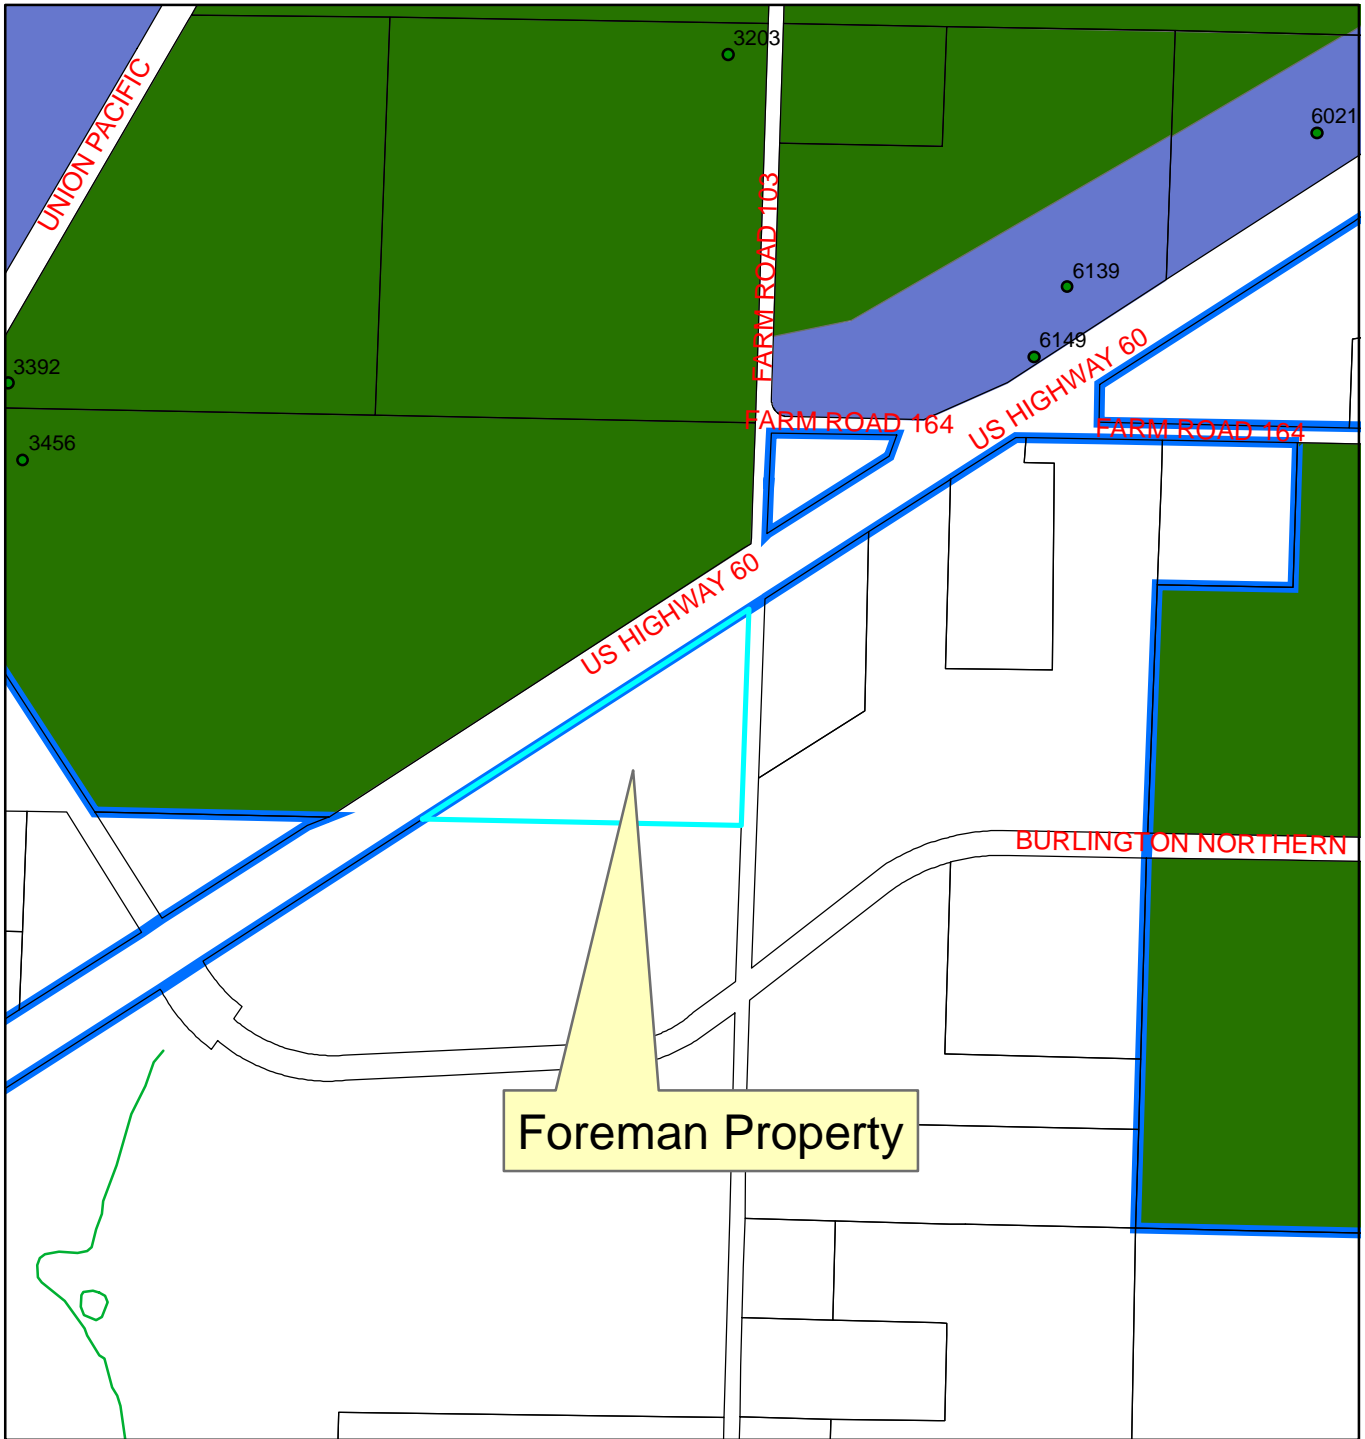 3203
UNION PACIFIC
6021
FARM ROAD 103
6139
6149
3392
US HIGHWAY 60
FARM ROAD 164
FARM ROAD 164
3456
US HIGHWAY 60
BURLINGTON NORTHERN
Foreman Property